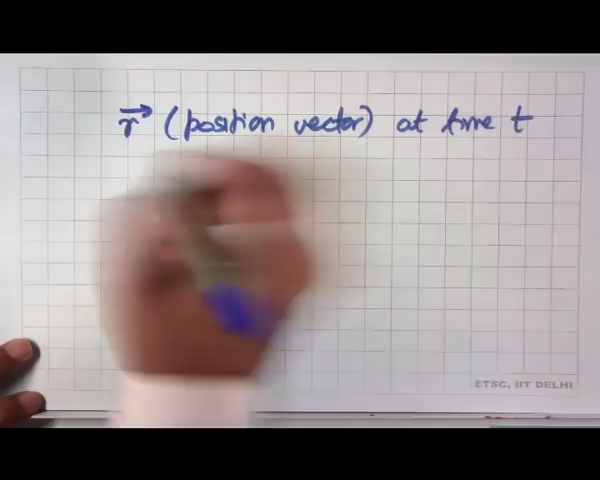 r⃗ (position vector) at time t
ETSC, IIT DELHI